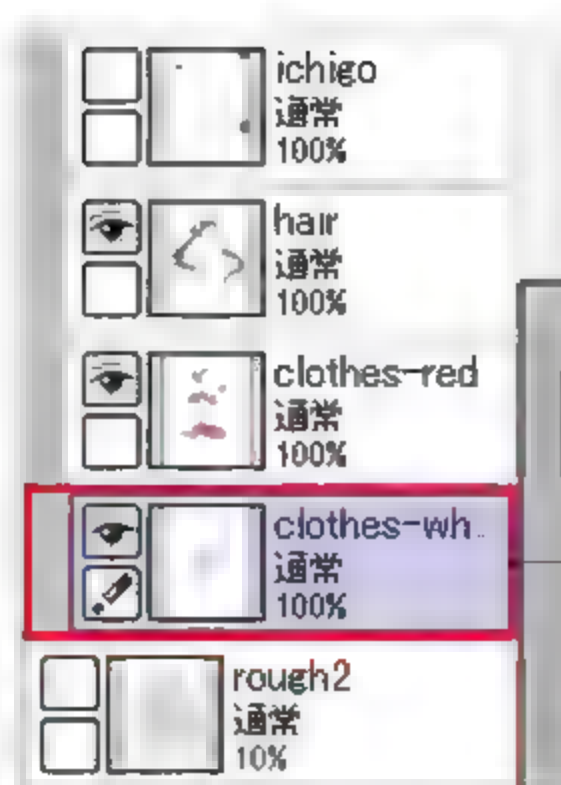 ichigo
通常
100%
hair
通常
100%
clothes-red
通常
100%
clothes-wh..
通常
100%
rough2
通常
10%